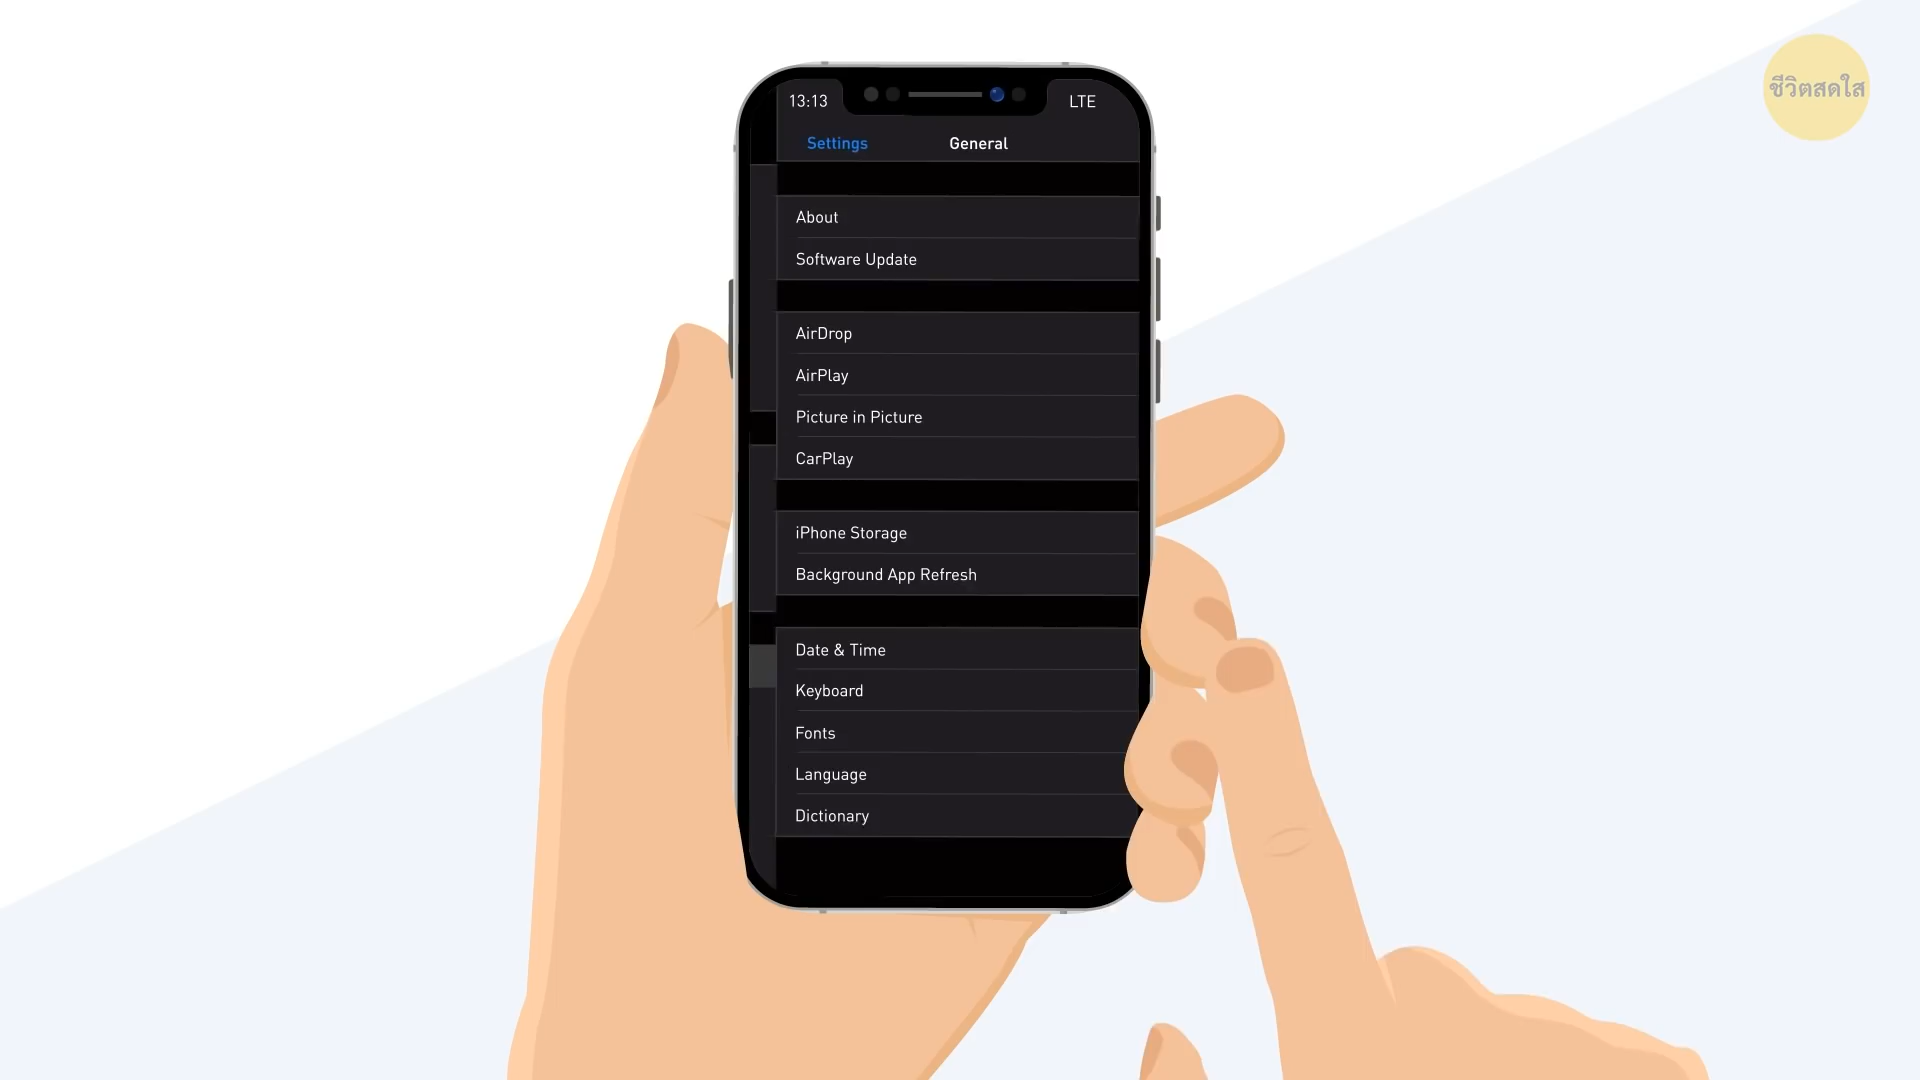 ชีวิตสดใส
13:13 LTE
Settings General
About
Software Update
AirDrop
AirPlay
Picture in Picture
CarPlay
iPhone Storage
Background App Refresh
Date & Time
Keyboard
Fonts
Language
Dictionary